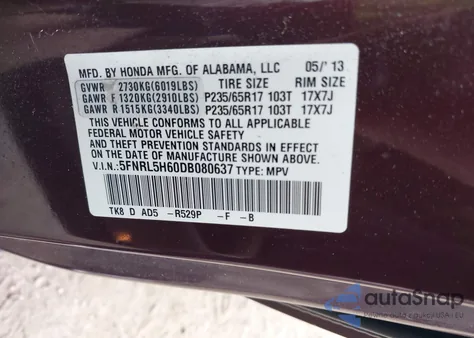 MFD. BY HONDA MFG. OF ALABAMA, LLC 05/'13
GVWR 2730KG(6019LBS) TIRE SIZE RIM SIZE
GAWR F 1320KG(2910LBS) P235/65R17 103T 17X7J
GAWR R 1515KG(3340LBS) P235/65R17 103T 17X7J
THIS VEHICLE CONFORMS TO ALL APPLICABLE
FEDERAL MOTOR VEHICLE SAFETY
AND THEFT PREVENTION STANDARDS IN EFFECT
ON THE DATE OF MANUFACTURE SHOWN ABOVE.
V.I.N.:5FNRL5H60DB080637 TYPE: MPV
TK8 D AD5 -R529P -F -B
autoSnap